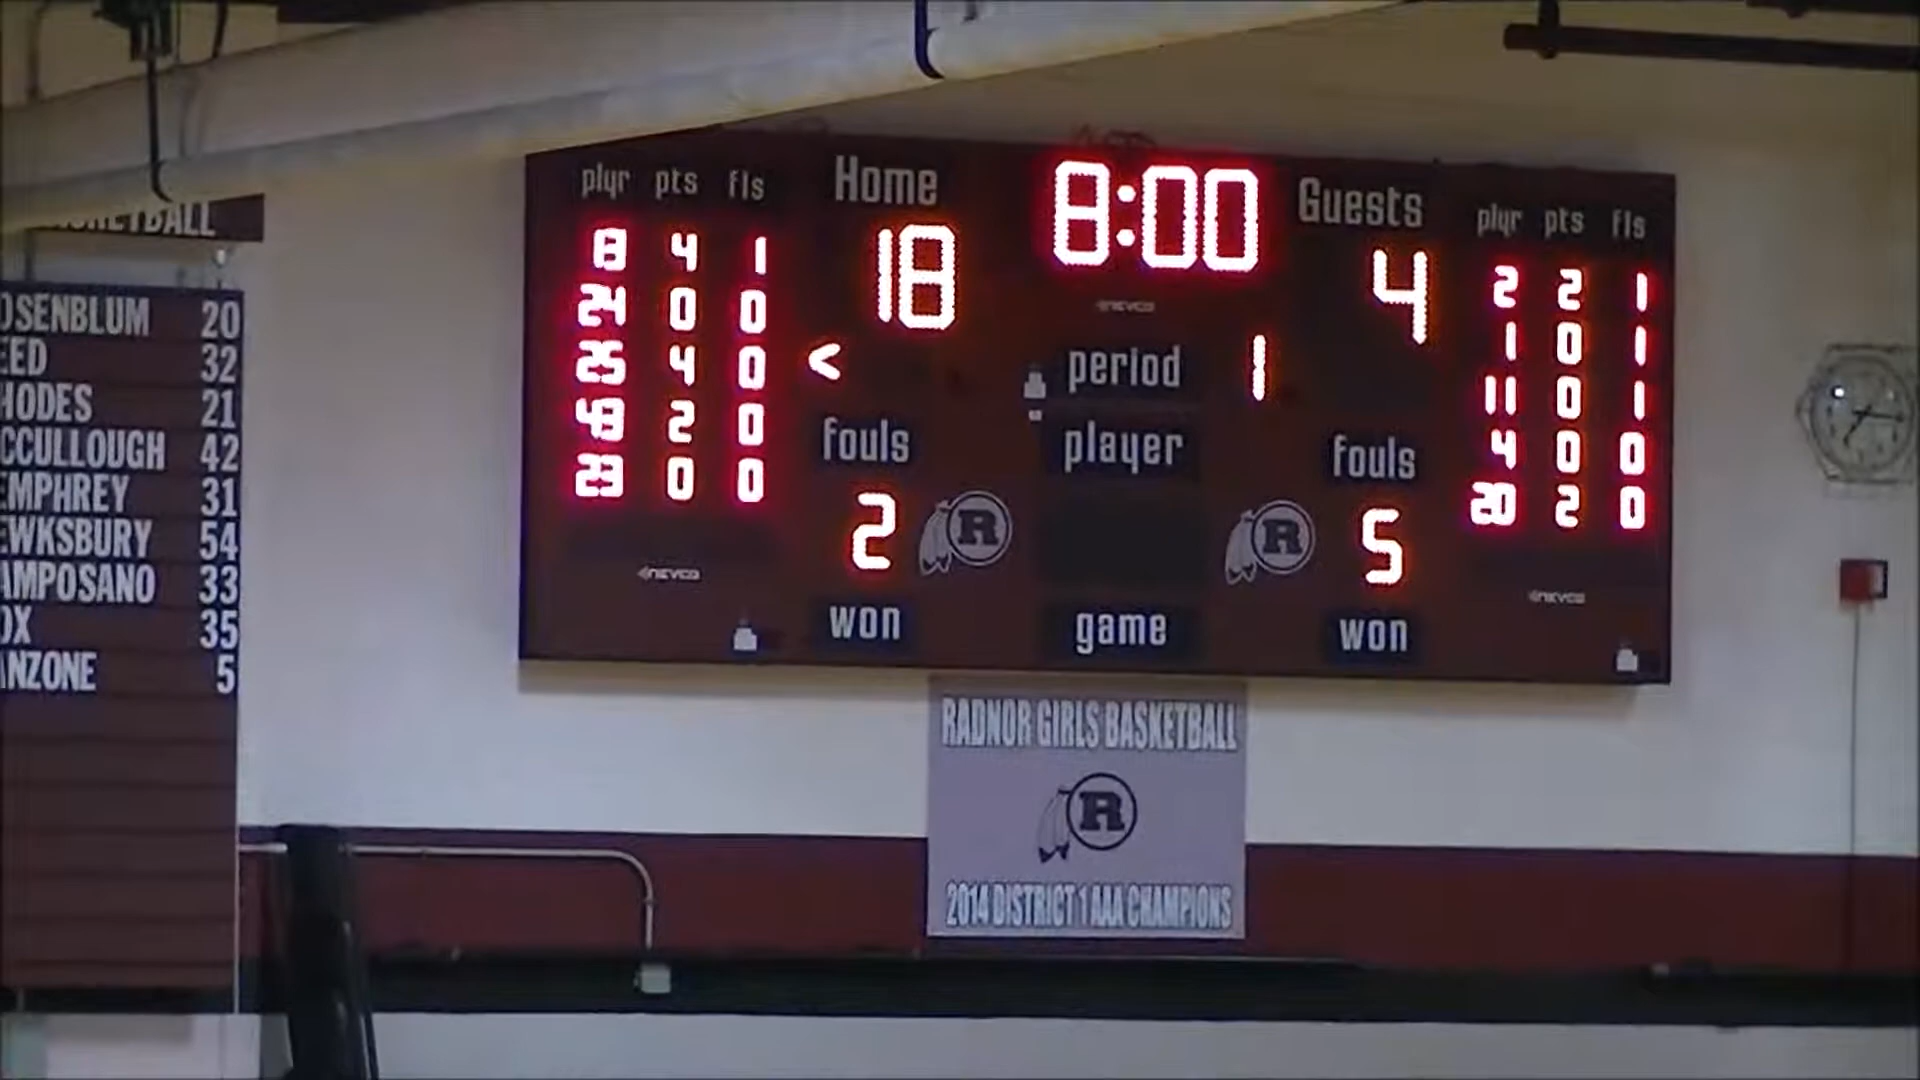 plyr pts fls Home 8:00 Guests plyr pts fls
8 4 1 18 4 2 2 1
24 0 0 1 0 1
25 4 0 < period 1 11 0 1
43 2 0 fouls player fouls 4 0 0
23 0 0 2 R R 5 20 2 0
NEVCO
NEVCO NEVCO
won game won
OSENBLUM 20
EED 32
HODES 21
CCULLOUGH 42
EMPHREY 31
EWKSBURY 54
AMPOSANO 33
OX 35
ANZONE 5
RADNOR GIRLS BASKETBALL
R
2014 DISTRICT 1 AAA CHAMPIONS